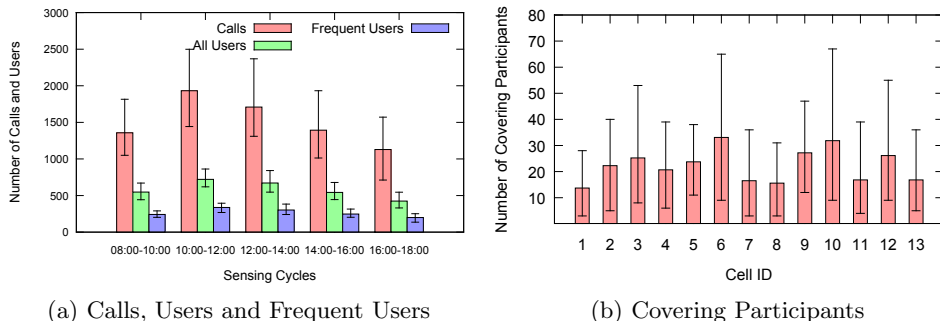 Calls
All Users
Frequent Users
Number of Calls and Users
3000
2500
2000
1500
1000
500
0
08:00-10:00 10:00-12:00 12:00-14:00 14:00-16:00 16:00-18:00
Sensing Cycles
(a) Calls, Users and Frequent Users
Number of Covering Participants
80
70
60
50
40
30
20
10
1 2 3 4 5 6 7 8 9 10 11 12 13
Cell ID
(b) Covering Participants